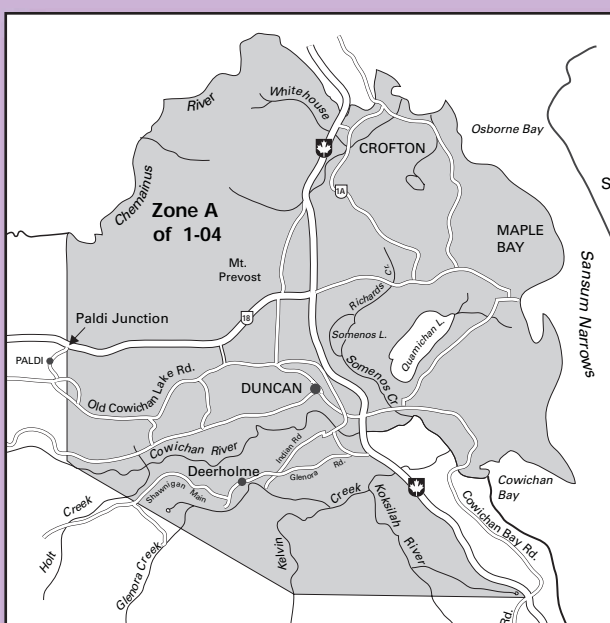 River
Whitehouse
Osborne Bay
CROFTON
S
1A
Chemainus
Zone A
of 1-04
MAPLE
BAY
Mt.
Prevost
Richards Cr.
Sansum Narrows
18
Paldi Junction
Somenos L.
Quamichan L.
PALDI
Old Cowichan Lake Rd.
DUNCAN
Somenos Cr.
Cowichan River
Indian Rd
Deerholme
Glenora Rd.
Shawnigan
Main
Creek
Koksilah
River
Cowichan
Bay
Cowichan Bay Rd.
Creek
Holt
Glenora Creek
Kelvin
Rd.